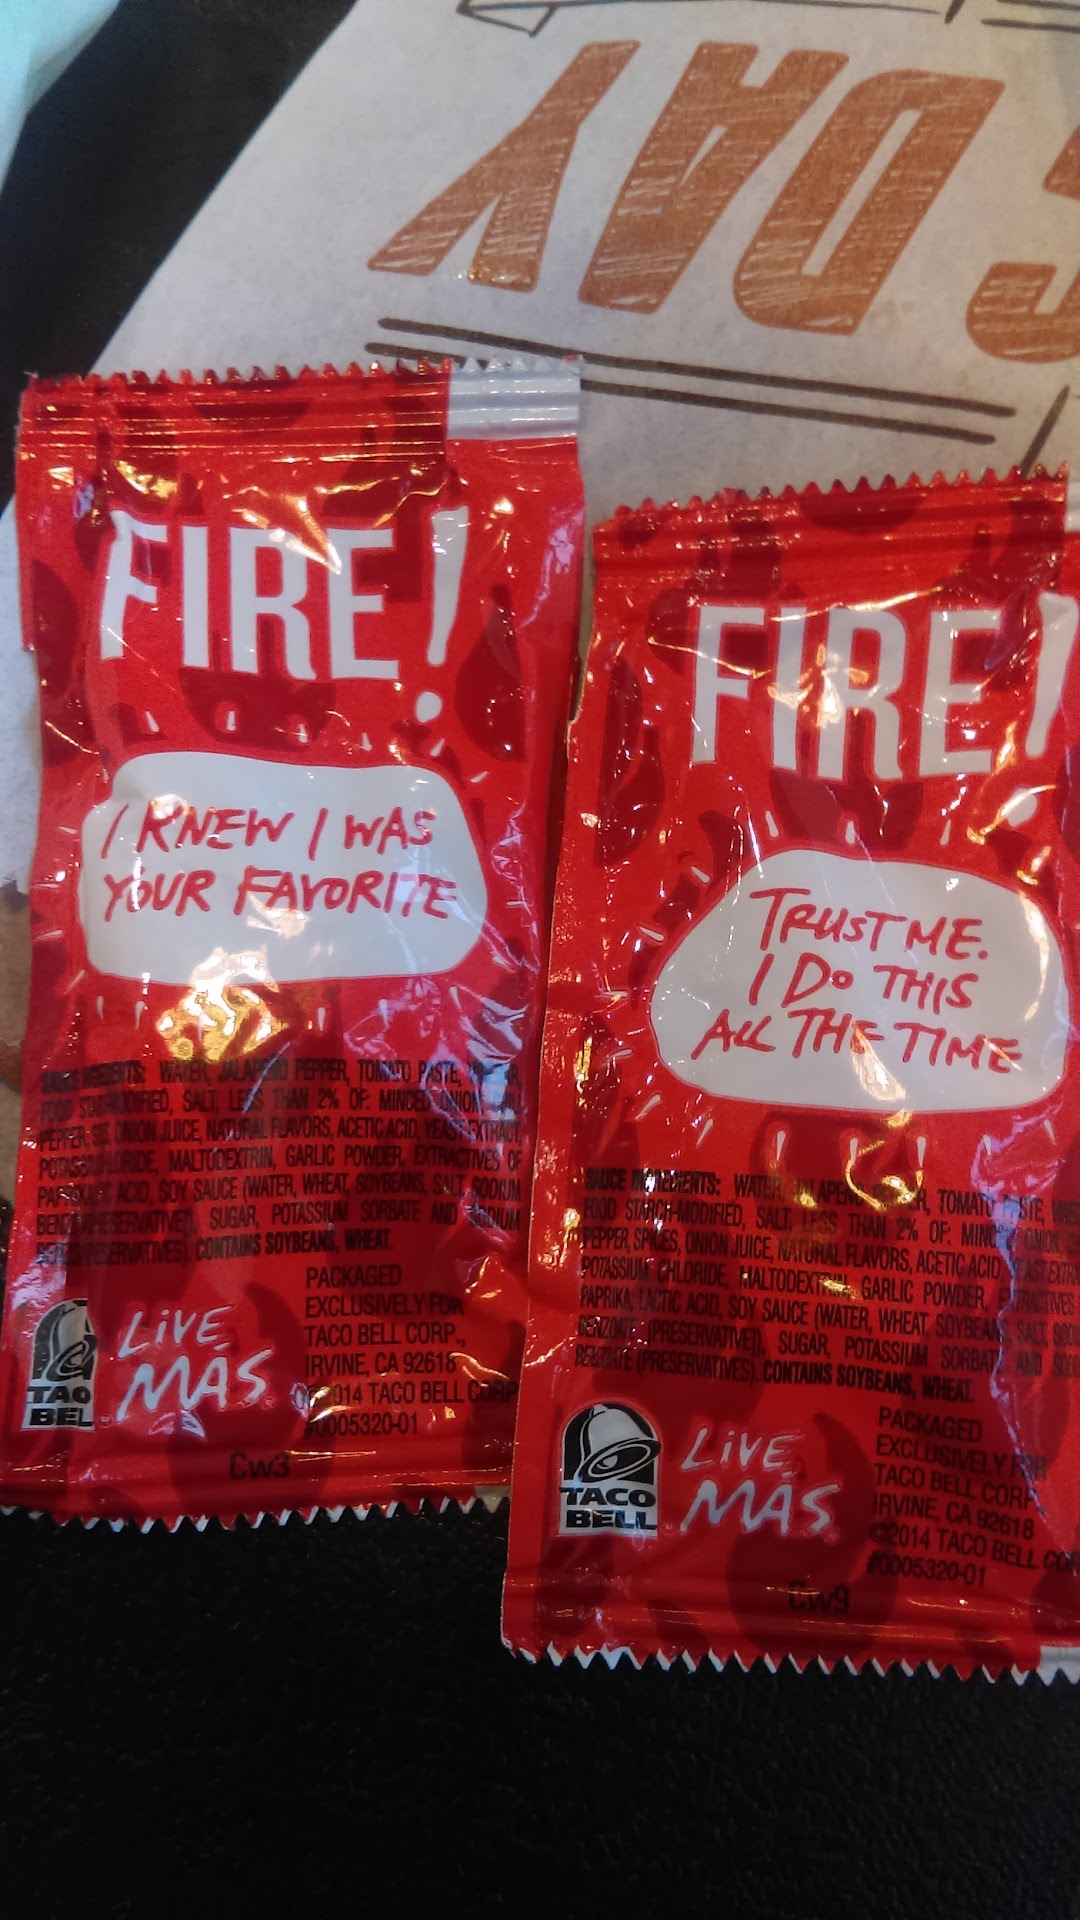 S DAY
FIRE!
I KNEW I WAS
YOUR FAVORITE
SAUCE INGREDIENTS: WATER, JALAPENO PEPPER, TOMATO PASTE,
FOOD SALT, LESS THAN 2% OF: MINCED ONION,
PEPPER, ONION JUICE, NATURAL FLAVORS, ACETIC ACID, YEAST EXTRACT,
MALTODEXTRIN, GARLIC POWDER, EXTRACTIVES OF
ACID, SOY SAUCE (WATER, WHEAT, SOYBEANS, SALT, SODIUM
SUGAR, POTASSIUM SORBATE AND SODIUM
CONTAINS SOYBEANS, WHEAT.
PACKAGED
EXCLUSIVELY FOR
TACO BELL CORP.,
IRVINE, CA 92618
©2014 TACO BELL CORP
#0005320-01
LIVE
MÁS
TACO
BELL
CW3
FIRE!
TRUST ME.
I DO THIS
ALL THE TIME
SAUCE INGREDIENTS: WATER, TOMATO PASTE,
FOOD STARCH-MODIFIED, SALT, LESS THAN 2% OF: ONION,
PEPPER, SPICES, ONION JUICE, NATURAL FLAVORS, ACETIC ACID,
POTASSIUM CHLORIDE, MALTODEXTRIN, GARLIC POWDER,
PAPRIKA, LACTIC ACID, SOY SAUCE (WATER, WHEAT, SOYBEANS, SALT,
BENZOATE (PRESERVATIVE)), SUGAR, POTASSIUM SORBATE AND
BENZOATE (PRESERVATIVES). CONTAINS SOYBEANS, WHEAT.
PACKAGED
EXCLUSIVELY FOR
TACO BELL CORP
IRVINE, CA 92618
©2014 TACO BELL CO
#0005320-01
LIVE
MÁS
TACO
BELL
CW9